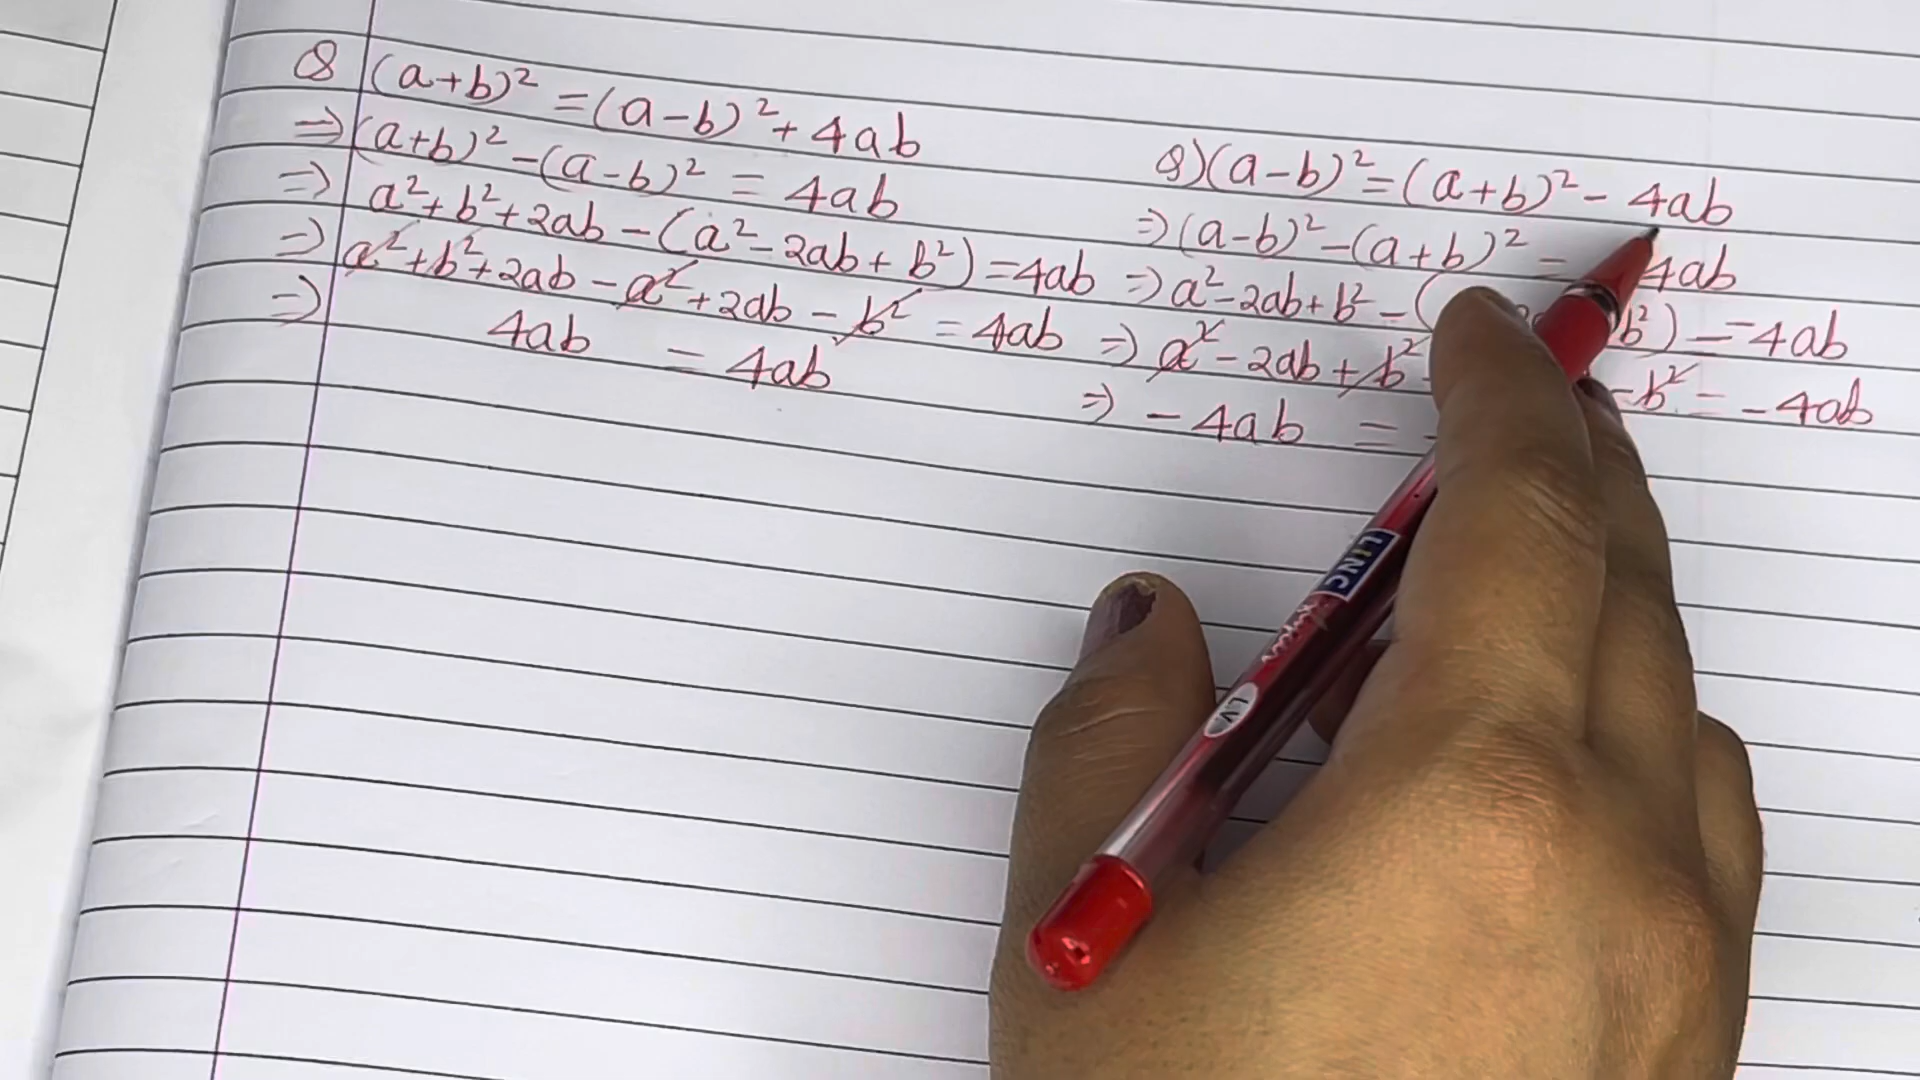 Q (a+b)² = (a-b)² + 4ab
⇒ (a+b)² - (a-b)² = 4ab
⇒ a²+b²+2ab - (a²-2ab+b²) = 4ab
⇒ a²+b²+2ab - a²+2ab - b² = 4ab
⇒ 4ab = 4ab
Q) (a-b)² = (a+b)² - 4ab
⇒ (a-b)² - (a+b)² = 4ab
⇒ a²-2ab+b² - ( b²) = -4ab
⇒ a²-2ab+b² -b² = -4ab
⇒ -4ab = -
LINC
L.V.